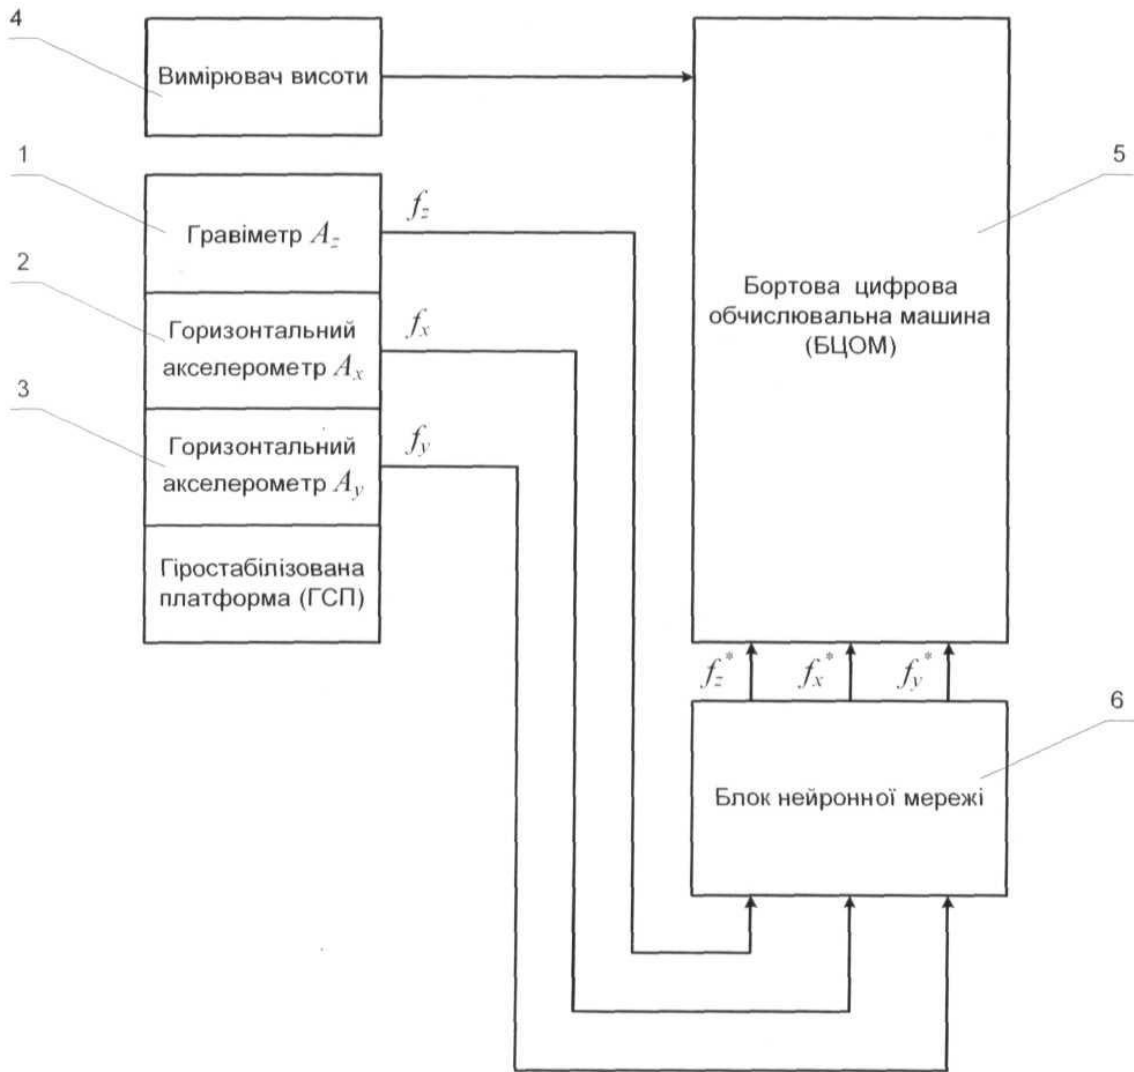 4
Вимірювач висоти
1
Гравіметр A_z
f_z
2
Горизонтальний
акселерометр A_x
f_x
3
Горизонтальний
акселерометр A_y
f_y
Гіростабілізована
платформа (ГСП)
5
Бортова цифрова
обчислювальна машина
(БЦОМ)
f_z^* f_x^* f_y^*
6
Блок нейронної мережі